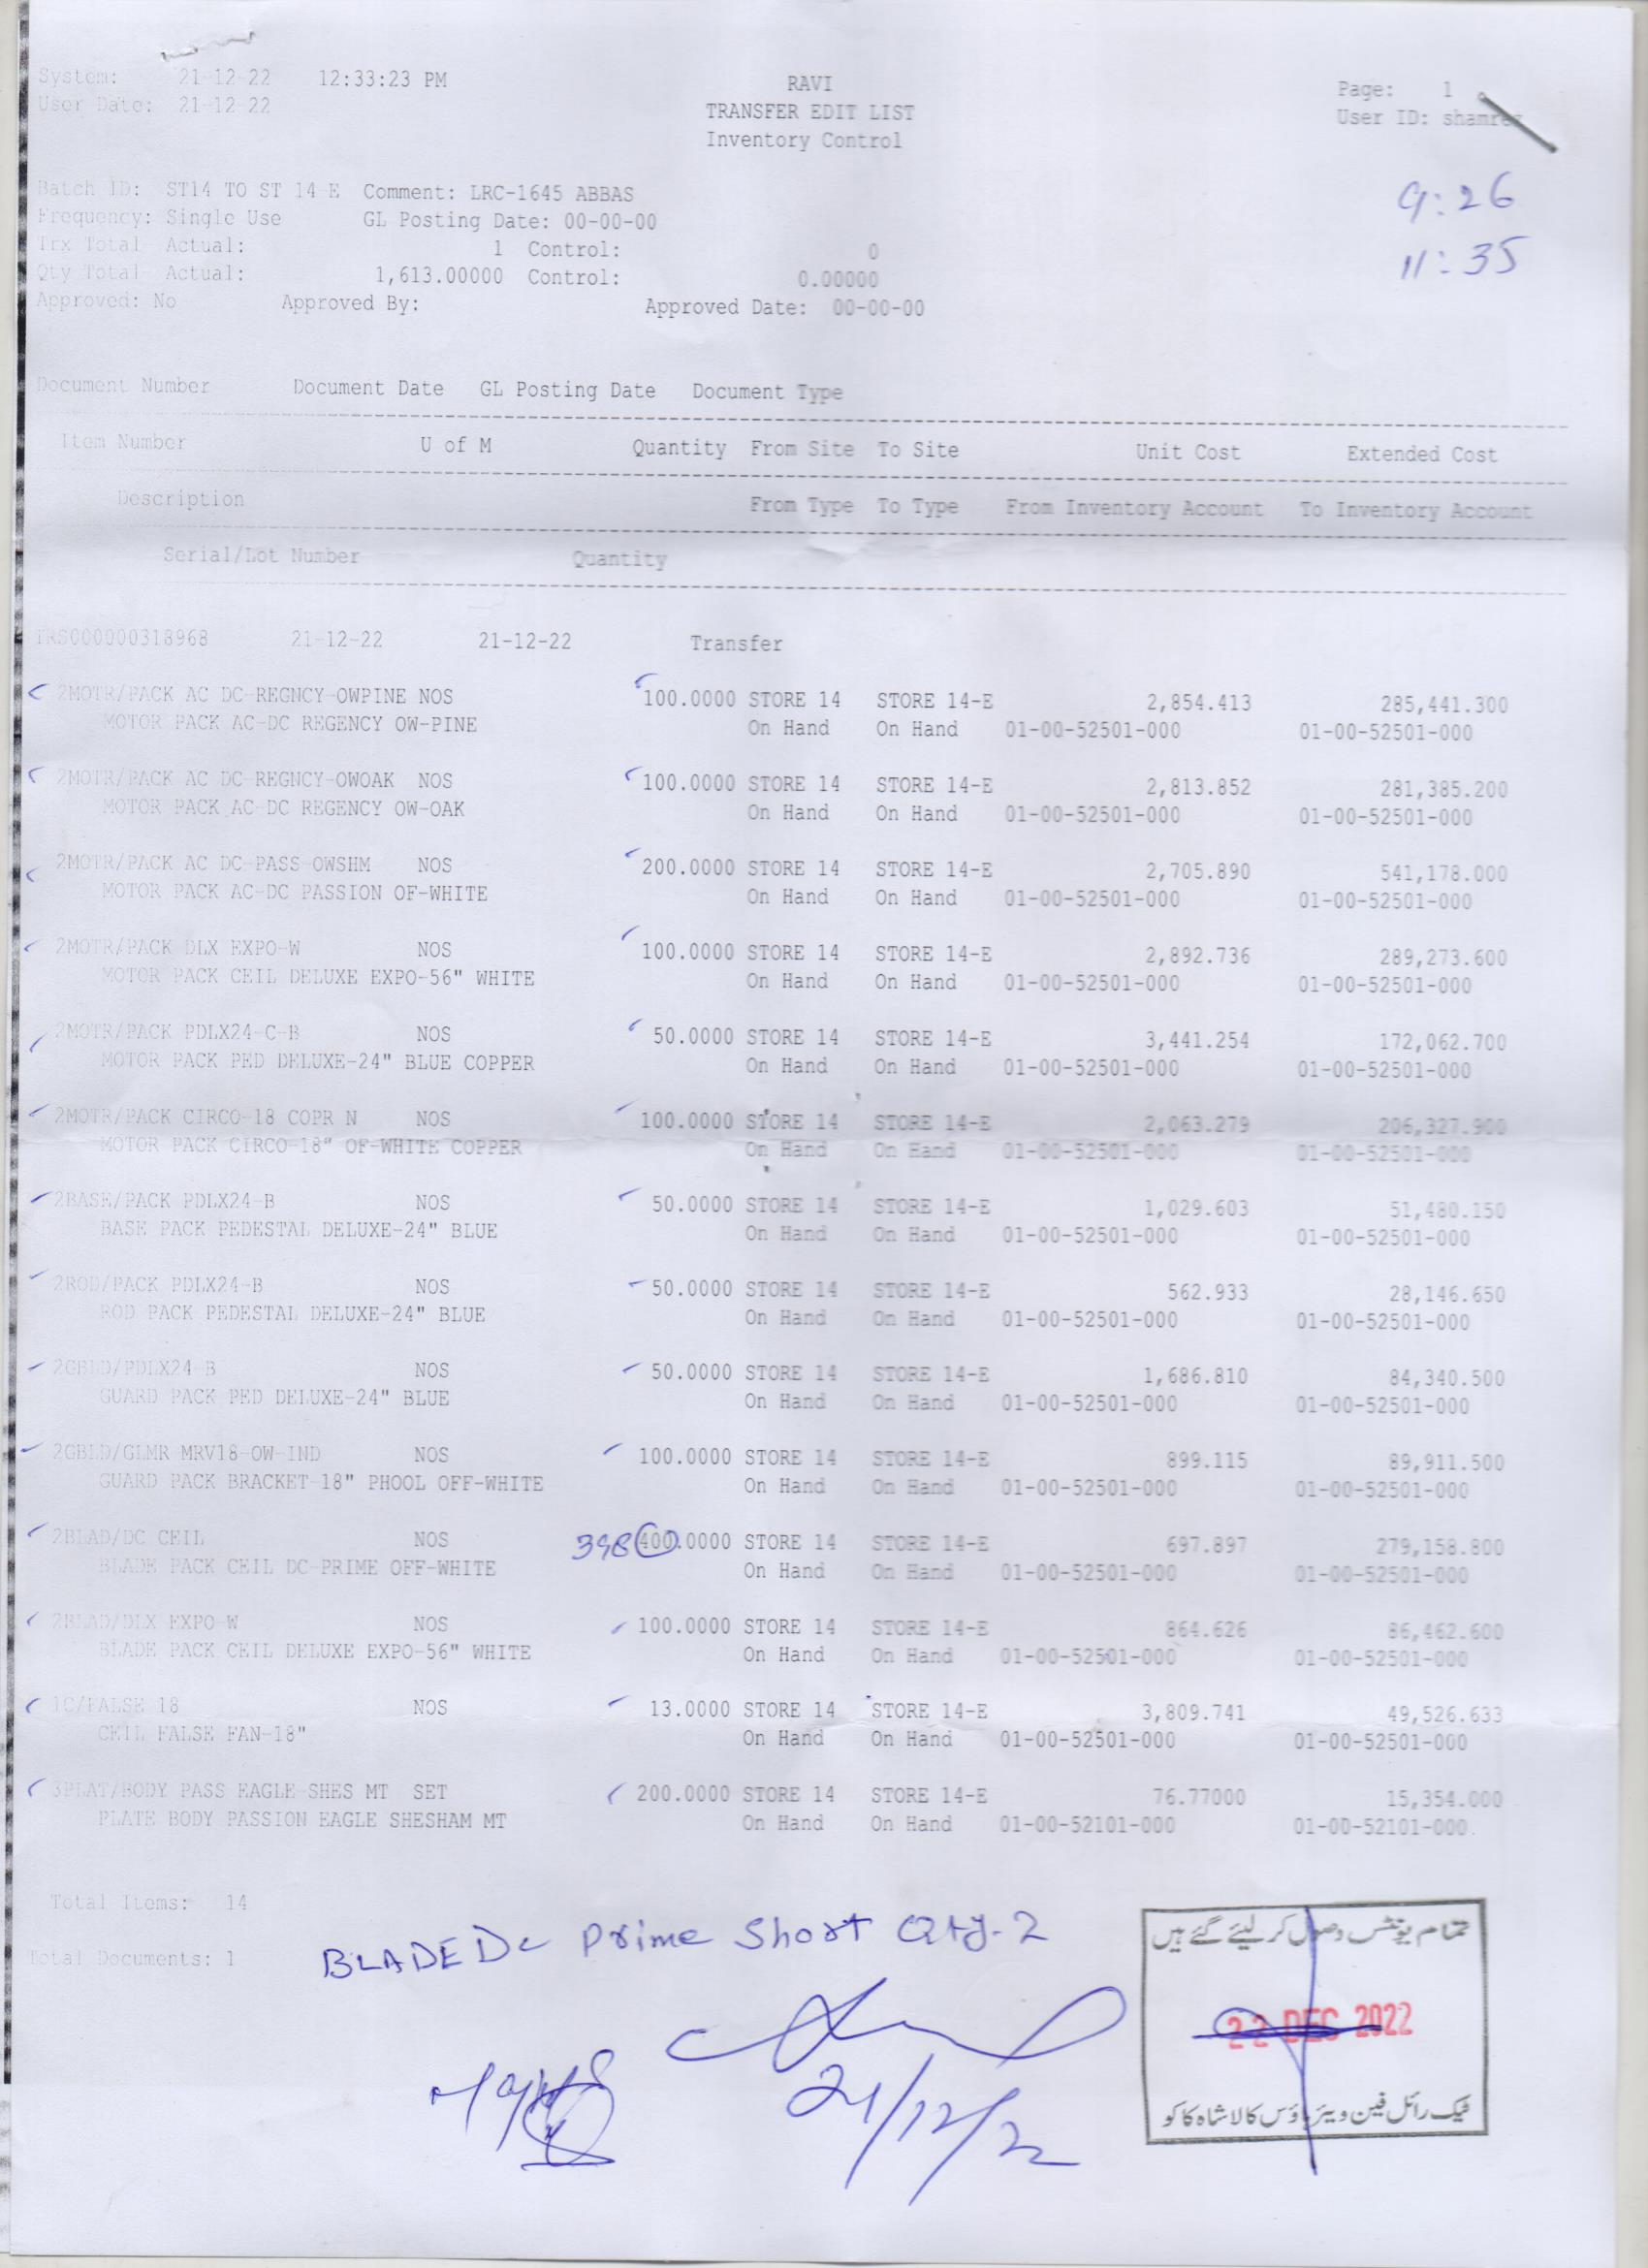 System: 21-12-22 12:33:23 PM RAVI Page: 1
User Date: 21-12-22 TRANSFER EDIT LIST User ID: shamrez
Inventory Control
9:26
11:35
Batch ID: ST14 TO ST 14 E Comment: LRC-1645 ABBAS
Frequency: Single Use GL Posting Date: 00-00-00
Trx Total Actual: 1 Control: 0
Qty Total Actual: 1,613.00000 Control: 0.00000
Approved: No Approved By: Approved Date: 00-00-00
Document Number Document Date GL Posting Date Document Type
Item Number U of M Quantity From Site To Site Unit Cost Extended Cost
Description From Type To Type From Inventory Account To Inventory Account
Serial/Lot Number Quantity
TRS000000318968 21-12-22 21-12-22 Transfer
2MOTR/PACK AC DC-REGNCY-OWPINE NOS 100.0000 STORE 14 STORE 14-E 2,854.413 285,441.300
MOTOR PACK AC-DC REGENCY OW-PINE On Hand On Hand 01-00-52501-000 01-00-52501-000
2MOTR/PACK AC DC-REGNCY-OWOAK NOS 100.0000 STORE 14 STORE 14-E 2,813.852 281,385.200
MOTOR PACK AC-DC REGENCY OW-OAK On Hand On Hand 01-00-52501-000 01-00-52501-000
2MOTR/PACK AC DC-PASS-OWSHM NOS 200.0000 STORE 14 STORE 14-E 2,705.890 541,178.000
MOTOR PACK AC-DC PASSION OF-WHITE On Hand On Hand 01-00-52501-000 01-00-52501-000
2MOTR/PACK DLX EXPO-W NOS 100.0000 STORE 14 STORE 14-E 2,892.736 289,273.600
MOTOR PACK CEIL DELUXE EXPO-56" WHITE On Hand On Hand 01-00-52501-000 01-00-52501-000
2MOTR/PACK PDLX24-C-B NOS 50.0000 STORE 14 STORE 14-E 3,441.254 172,062.700
MOTOR PACK PED DELUXE-24" BLUE COPPER On Hand On Hand 01-00-52501-000 01-00-52501-000
2MOTR/PACK CIRCO-18 COPR N NOS 100.0000 STORE 14 STORE 14-E 2,063.279 206,327.900
MOTOR PACK CIRCO-18" OF-WHITE COPPER On Hand On Hand 01-00-52501-000 01-00-52501-000
2BASE/PACK PDLX24-B NOS 50.0000 STORE 14 STORE 14-E 1,029.603 51,480.150
BASE PACK PEDESTAL DELUXE-24" BLUE On Hand On Hand 01-00-52501-000 01-00-52501-000
2ROD/PACK PDLX24-B NOS 50.0000 STORE 14 STORE 14-E 562.933 28,146.650
ROD PACK PEDESTAL DELUXE-24" BLUE On Hand On Hand 01-00-52501-000 01-00-52501-000
2GBLD/PDLX24-B NOS 50.0000 STORE 14 STORE 14-E 1,686.810 84,340.500
GUARD PACK PED DELUXE-24" BLUE On Hand On Hand 01-00-52501-000 01-00-52501-000
2GBLD/GLMR-MRV18-OW-IND NOS 100.0000 STORE 14 STORE 14-E 899.115 89,911.500
GUARD PACK BRACKET-18" PHOOL OFF-WHITE On Hand On Hand 01-00-52501-000 01-00-52501-000
2BLAD/DC CEIL NOS 398 400.0000 STORE 14 STORE 14-E 697.897 279,158.800
BLADE PACK CEIL DC-PRIME OFF-WHITE On Hand On Hand 01-00-52501-000 01-00-52501-000
2BLAD/DLX EXPO-W NOS 100.0000 STORE 14 STORE 14-E 864.626 86,462.600
BLADE PACK CEIL DELUXE EXPO-56" WHITE On Hand On Hand 01-00-52501-000 01-00-52501-000
1C/FALSE 18 NOS 13.0000 STORE 14 STORE 14-E 3,809.741 49,526.633
CEIL FALSE FAN-18" On Hand On Hand 01-00-52501-000 01-00-52501-000
3PLAT/BODY PASS EAGLE-SHES MT SET 200.0000 STORE 14 STORE 14-E 76.77000 15,354.000
PLATE BODY PASSION EAGLE SHESHAM MT On Hand On Hand 01-00-52101-000 01-00-52101-000
Total Items: 14
Total Documents: 1
BLADE Dc Prime Short Qty-2
تمام یونٹس وصول کر لیئے گئے ہیں
22 DEC 2022
ٹیک رائل فین ویئر ہاؤس کالا شاہ کاکو
21/12/22